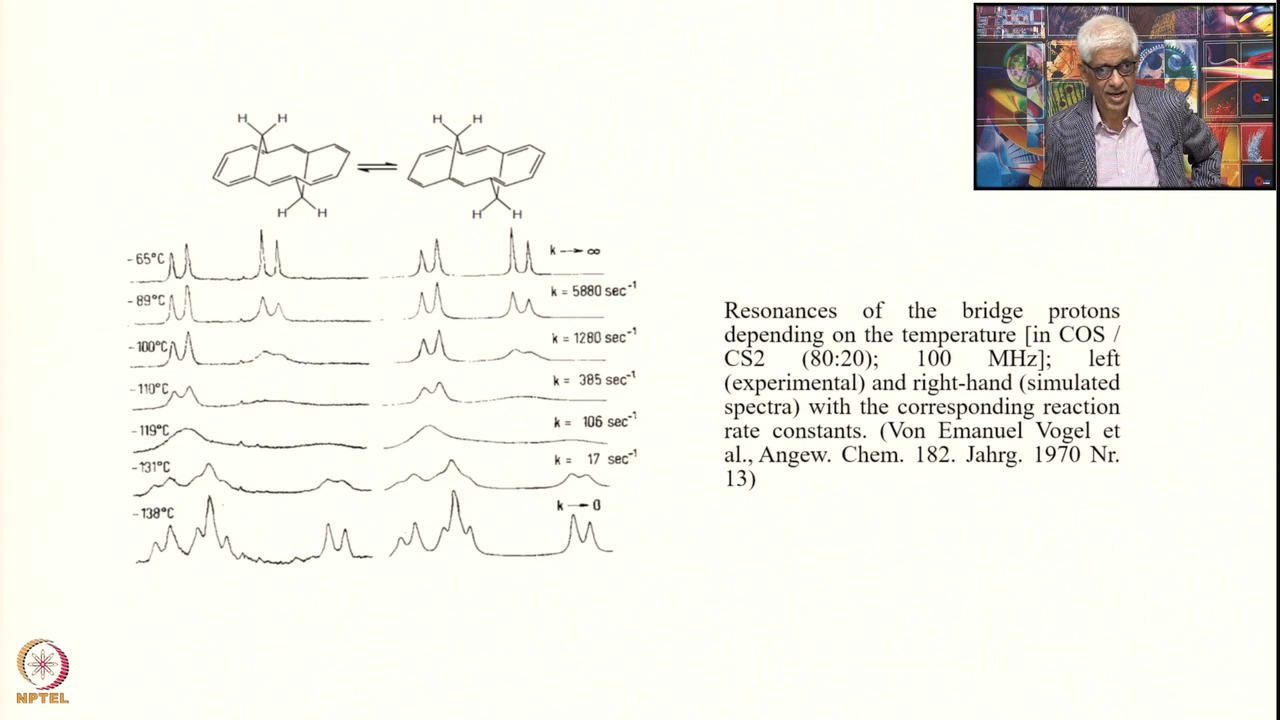 H H H H
H H H H
-65°C k → ∞
-89°C k = 5880 sec⁻¹
-100°C k = 1280 sec⁻¹
-110°C k = 385 sec⁻¹
-119°C k = 106 sec⁻¹
-131°C k = 17 sec⁻¹
-138°C k → 0
Resonances of the bridge protons
depending on the temperature [in COS /
CS2 (80:20); 100 MHz]; left
(experimental) and right-hand (simulated
spectra) with the corresponding reaction
rate constants. (Von Emanuel Vogel et
al., Angew. Chem. 182. Jahrg. 1970 Nr.
13)
NPTEL